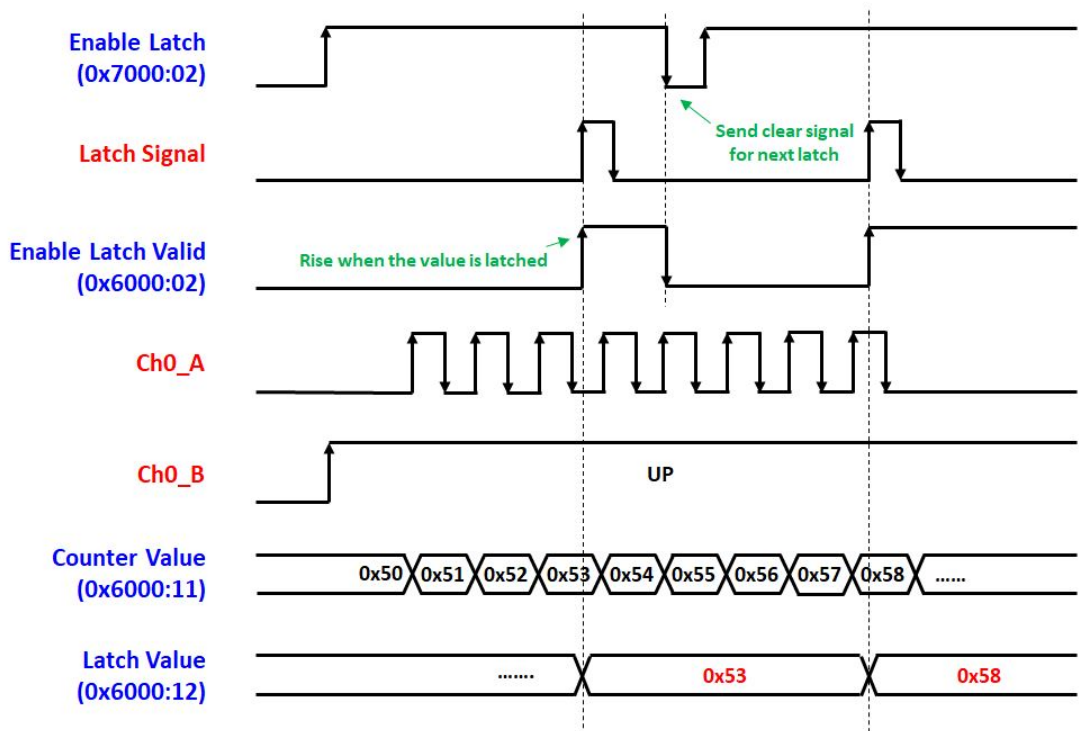 Enable Latch
(0x7000:02)
Send clear signal
for next latch
Latch Signal
Enable Latch Valid
(0x6000:02)
Rise when the value is latched
Ch0_A
Ch0_B
UP
Counter Value
(0x6000:11)
0x50 0x51 0x52 0x53 0x54 0x55 0x56 0x57 0x58 ......
Latch Value
(0x6000:12)
....... 0x53 0x58